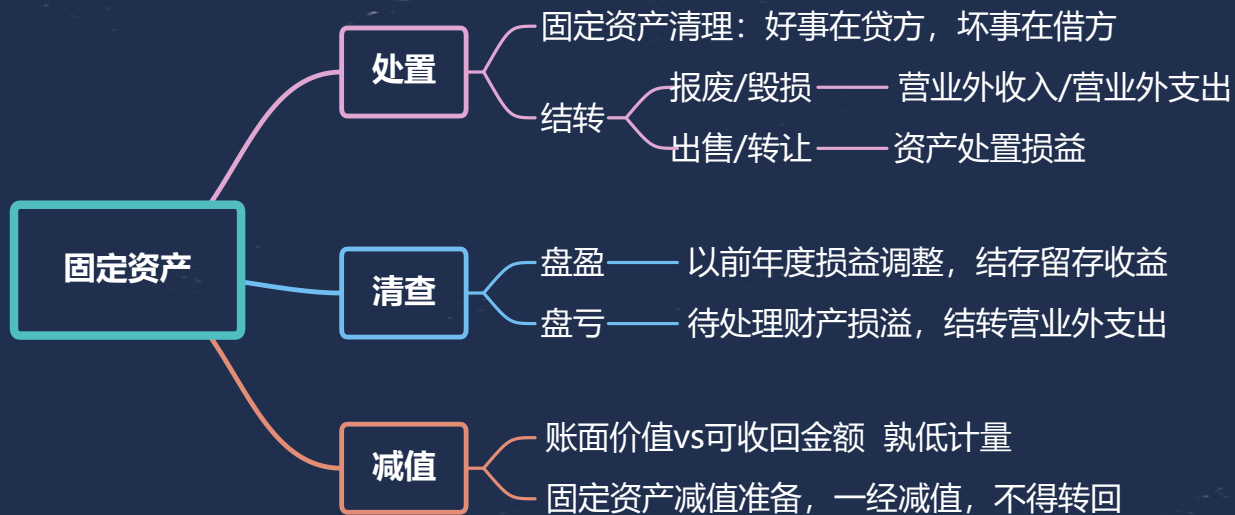 固定资产
处置
固定资产清理：好事在贷方，坏事在借方
结转
报废/毁损
营业外收入/营业外支出
出售/转让
资产处置损益
清查
盘盈
以前年度损益调整，结存留存收益
盘亏
待处理财产损溢，结转营业外支出
减值
账面价值vs可收回金额 孰低计量
固定资产减值准备，一经减值，不得转回